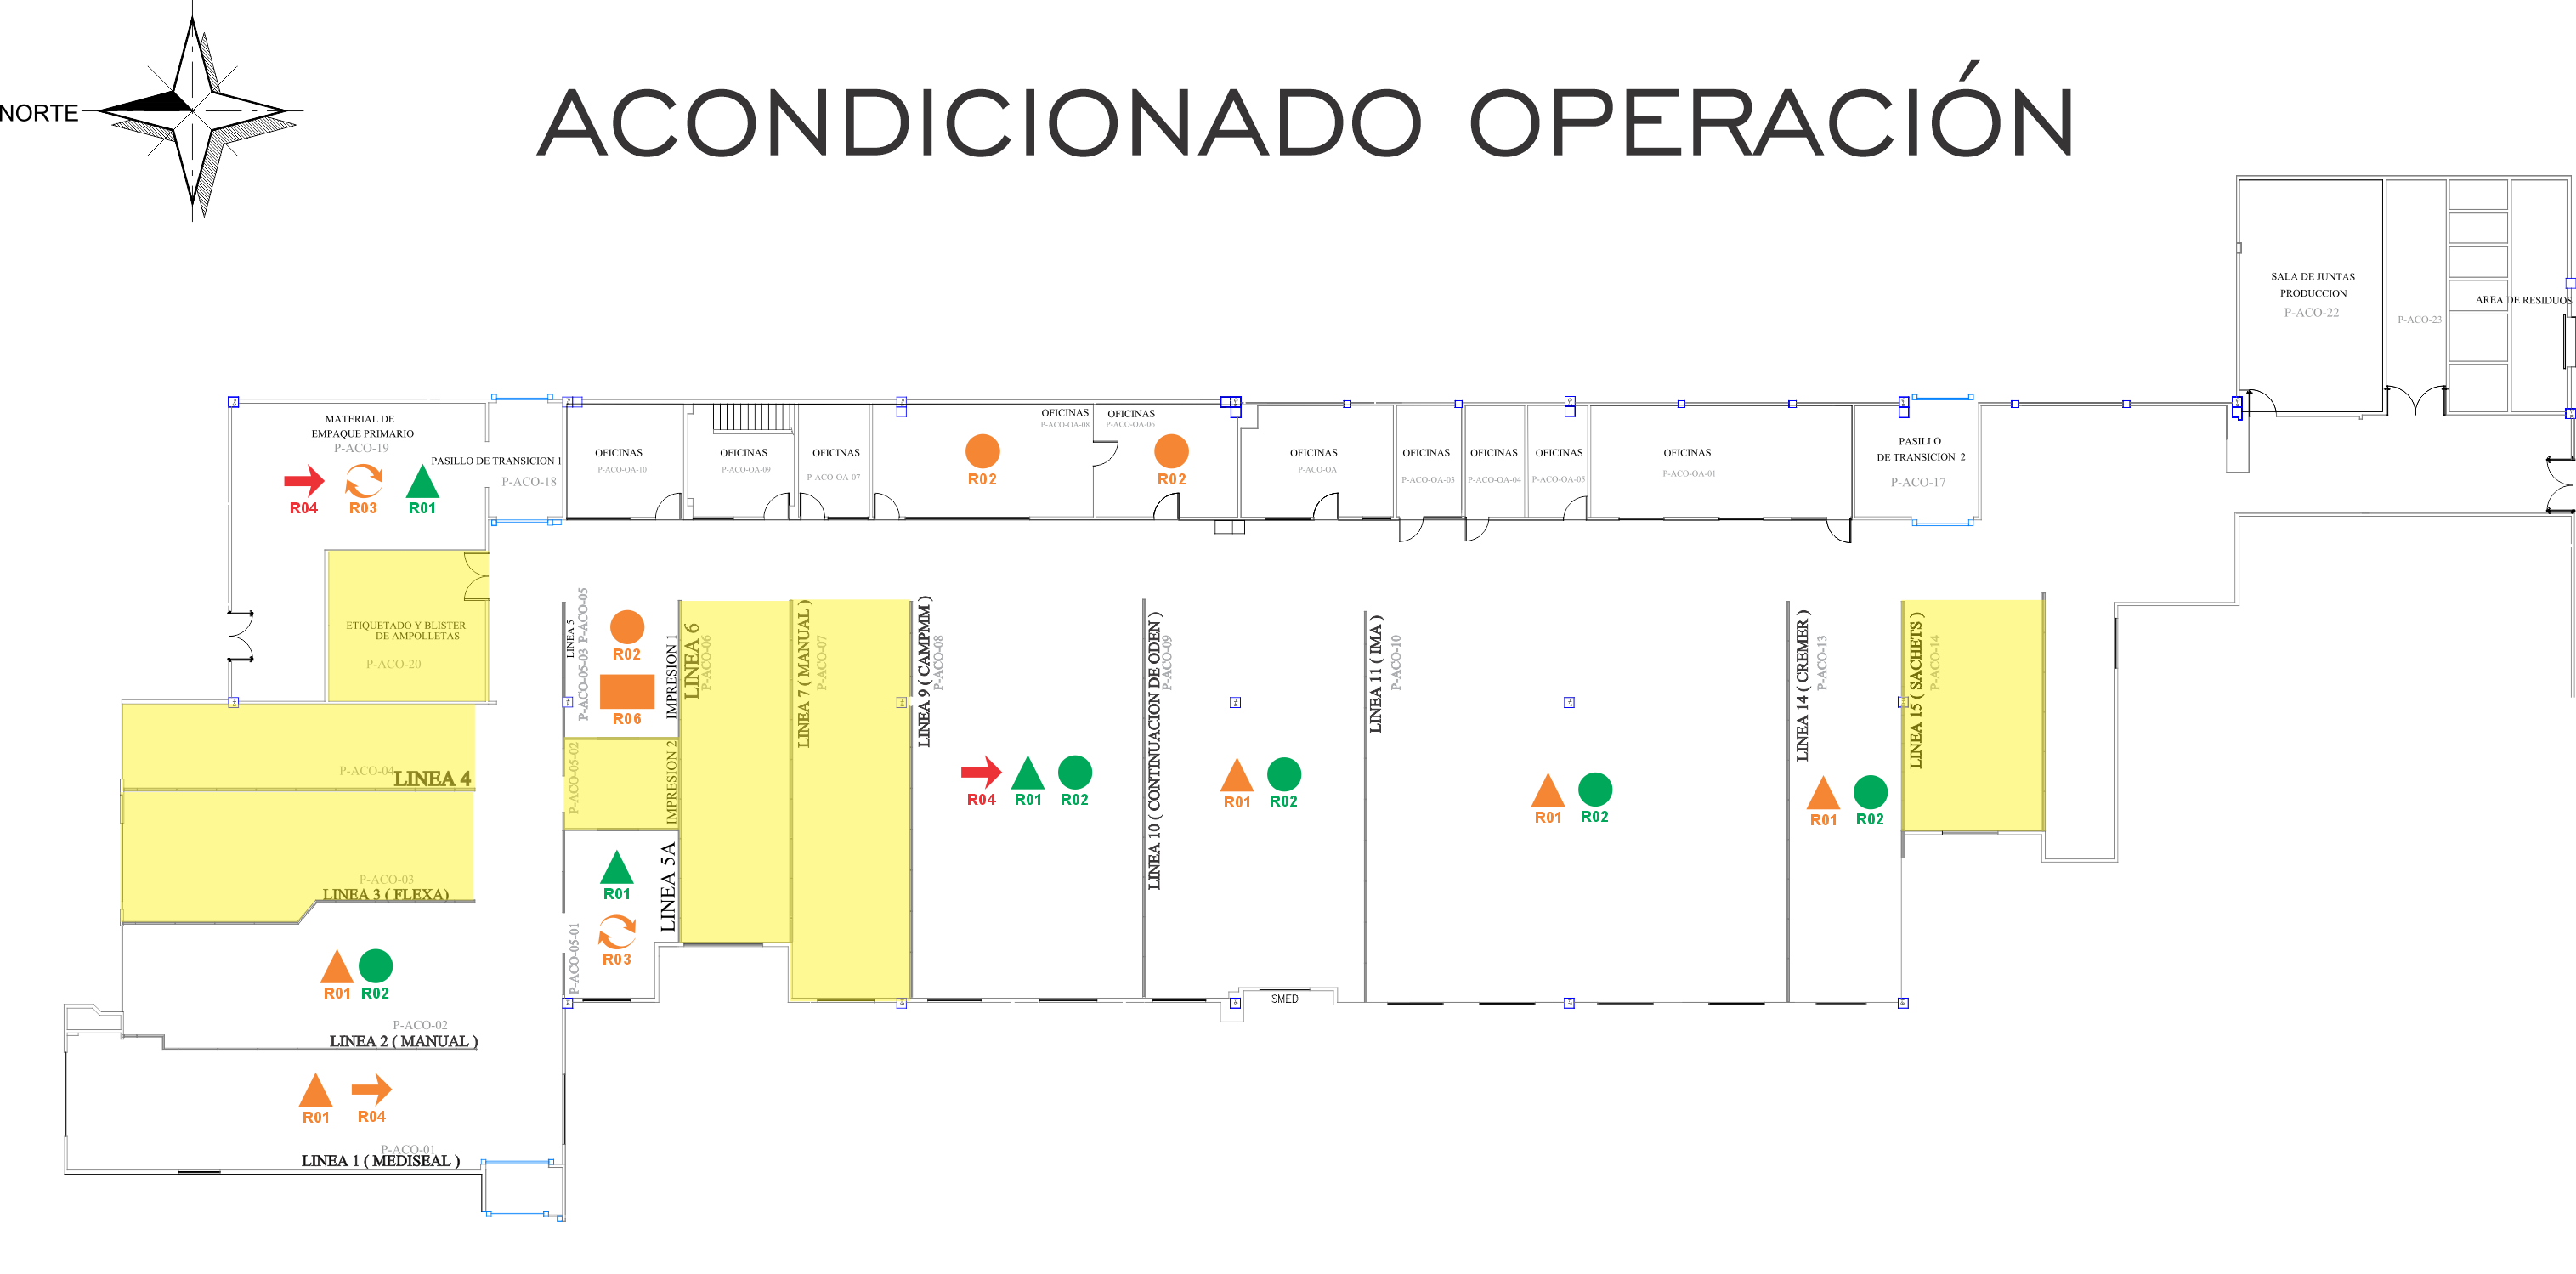 NORTE
ACONDICIONADO OPERACIÓN
SALA DE JUNTAS
PRODUCCION
P-ACO-22
P-ACO-23
AREA DE RESIDUOS
MATERIAL DE
EMPAQUE PRIMARIO
P-ACO-19
R04
R03
R01
PASILLO DE TRANSICION 1
P-ACO-18
OFICINAS
P-ACO-OA-10
OFICINAS
P-ACO-OA-09
OFICINAS
P-ACO-OA-07
OFICINAS
P-ACO-OA-08
R02
OFICINAS
P-ACO-OA-06
R02
OFICINAS
P-ACO-OA
OFICINAS
P-ACO-OA-03
OFICINAS
P-ACO-OA-04
OFICINAS
P-ACO-OA-05
OFICINAS
P-ACO-OA-01
PASILLO
DE TRANSICION 2
P-ACO-17
ETIQUETADO Y BLISTER
DE AMPOLLETAS
P-ACO-20
P-ACO-04
LINEA 4
P-ACO-03
LINEA 3 ( FLEXA)
R01
R02
P-ACO-02
LINEA 2 ( MANUAL )
R01
R04
P-ACO-01
LINEA 1 ( MEDISEAL )
LINEA 5
P-ACO-05-03 P-ACO-05
R02
R06
IMPRESION 1
P-ACO-05-02
IMPRESION 2
R01
R03
P-ACO-05-01
LINEA 5A
LINEA 6
P-ACO-06
LINEA 7 ( MANUAL )
P-ACO-07
LINEA 9 ( CAMPMM )
P-ACO-08
R04
R01
R02
LINEA 10 ( CONTINUACION DE ODEN )
P-ACO-09
R01
R02
SMED
LINEA 11 ( IMA )
P-ACO-10
R01
R02
LINEA 14 ( CREMER )
P-ACO-13
R01
R02
LINEA 15 ( SACHETS )
P-ACO-14